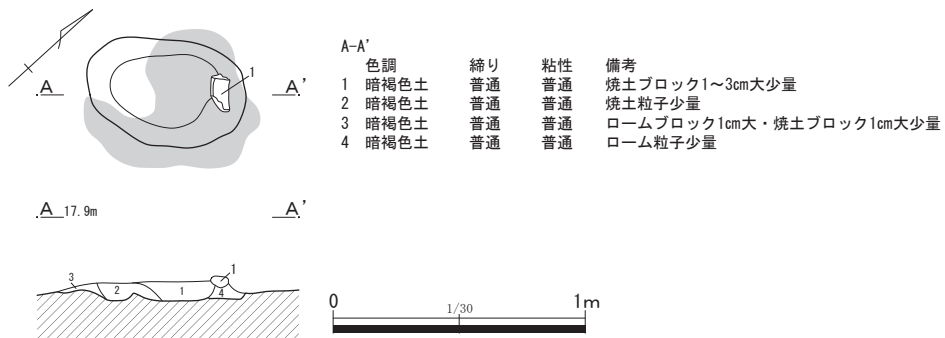 1
A A'
A-A'
色調 締り 粘性 備考
1 暗褐色土 普通 普通 焼土ブロック1~3cm大少量
2 暗褐色土 普通 普通 焼土粒子少量
3 暗褐色土 普通 普通 ロームブロック1cm大・焼土ブロック1cm大少量
4 暗褐色土 普通 普通 ローム粒子少量
A 17.9m A'
3 2 1 4 1
0 1/30 1m